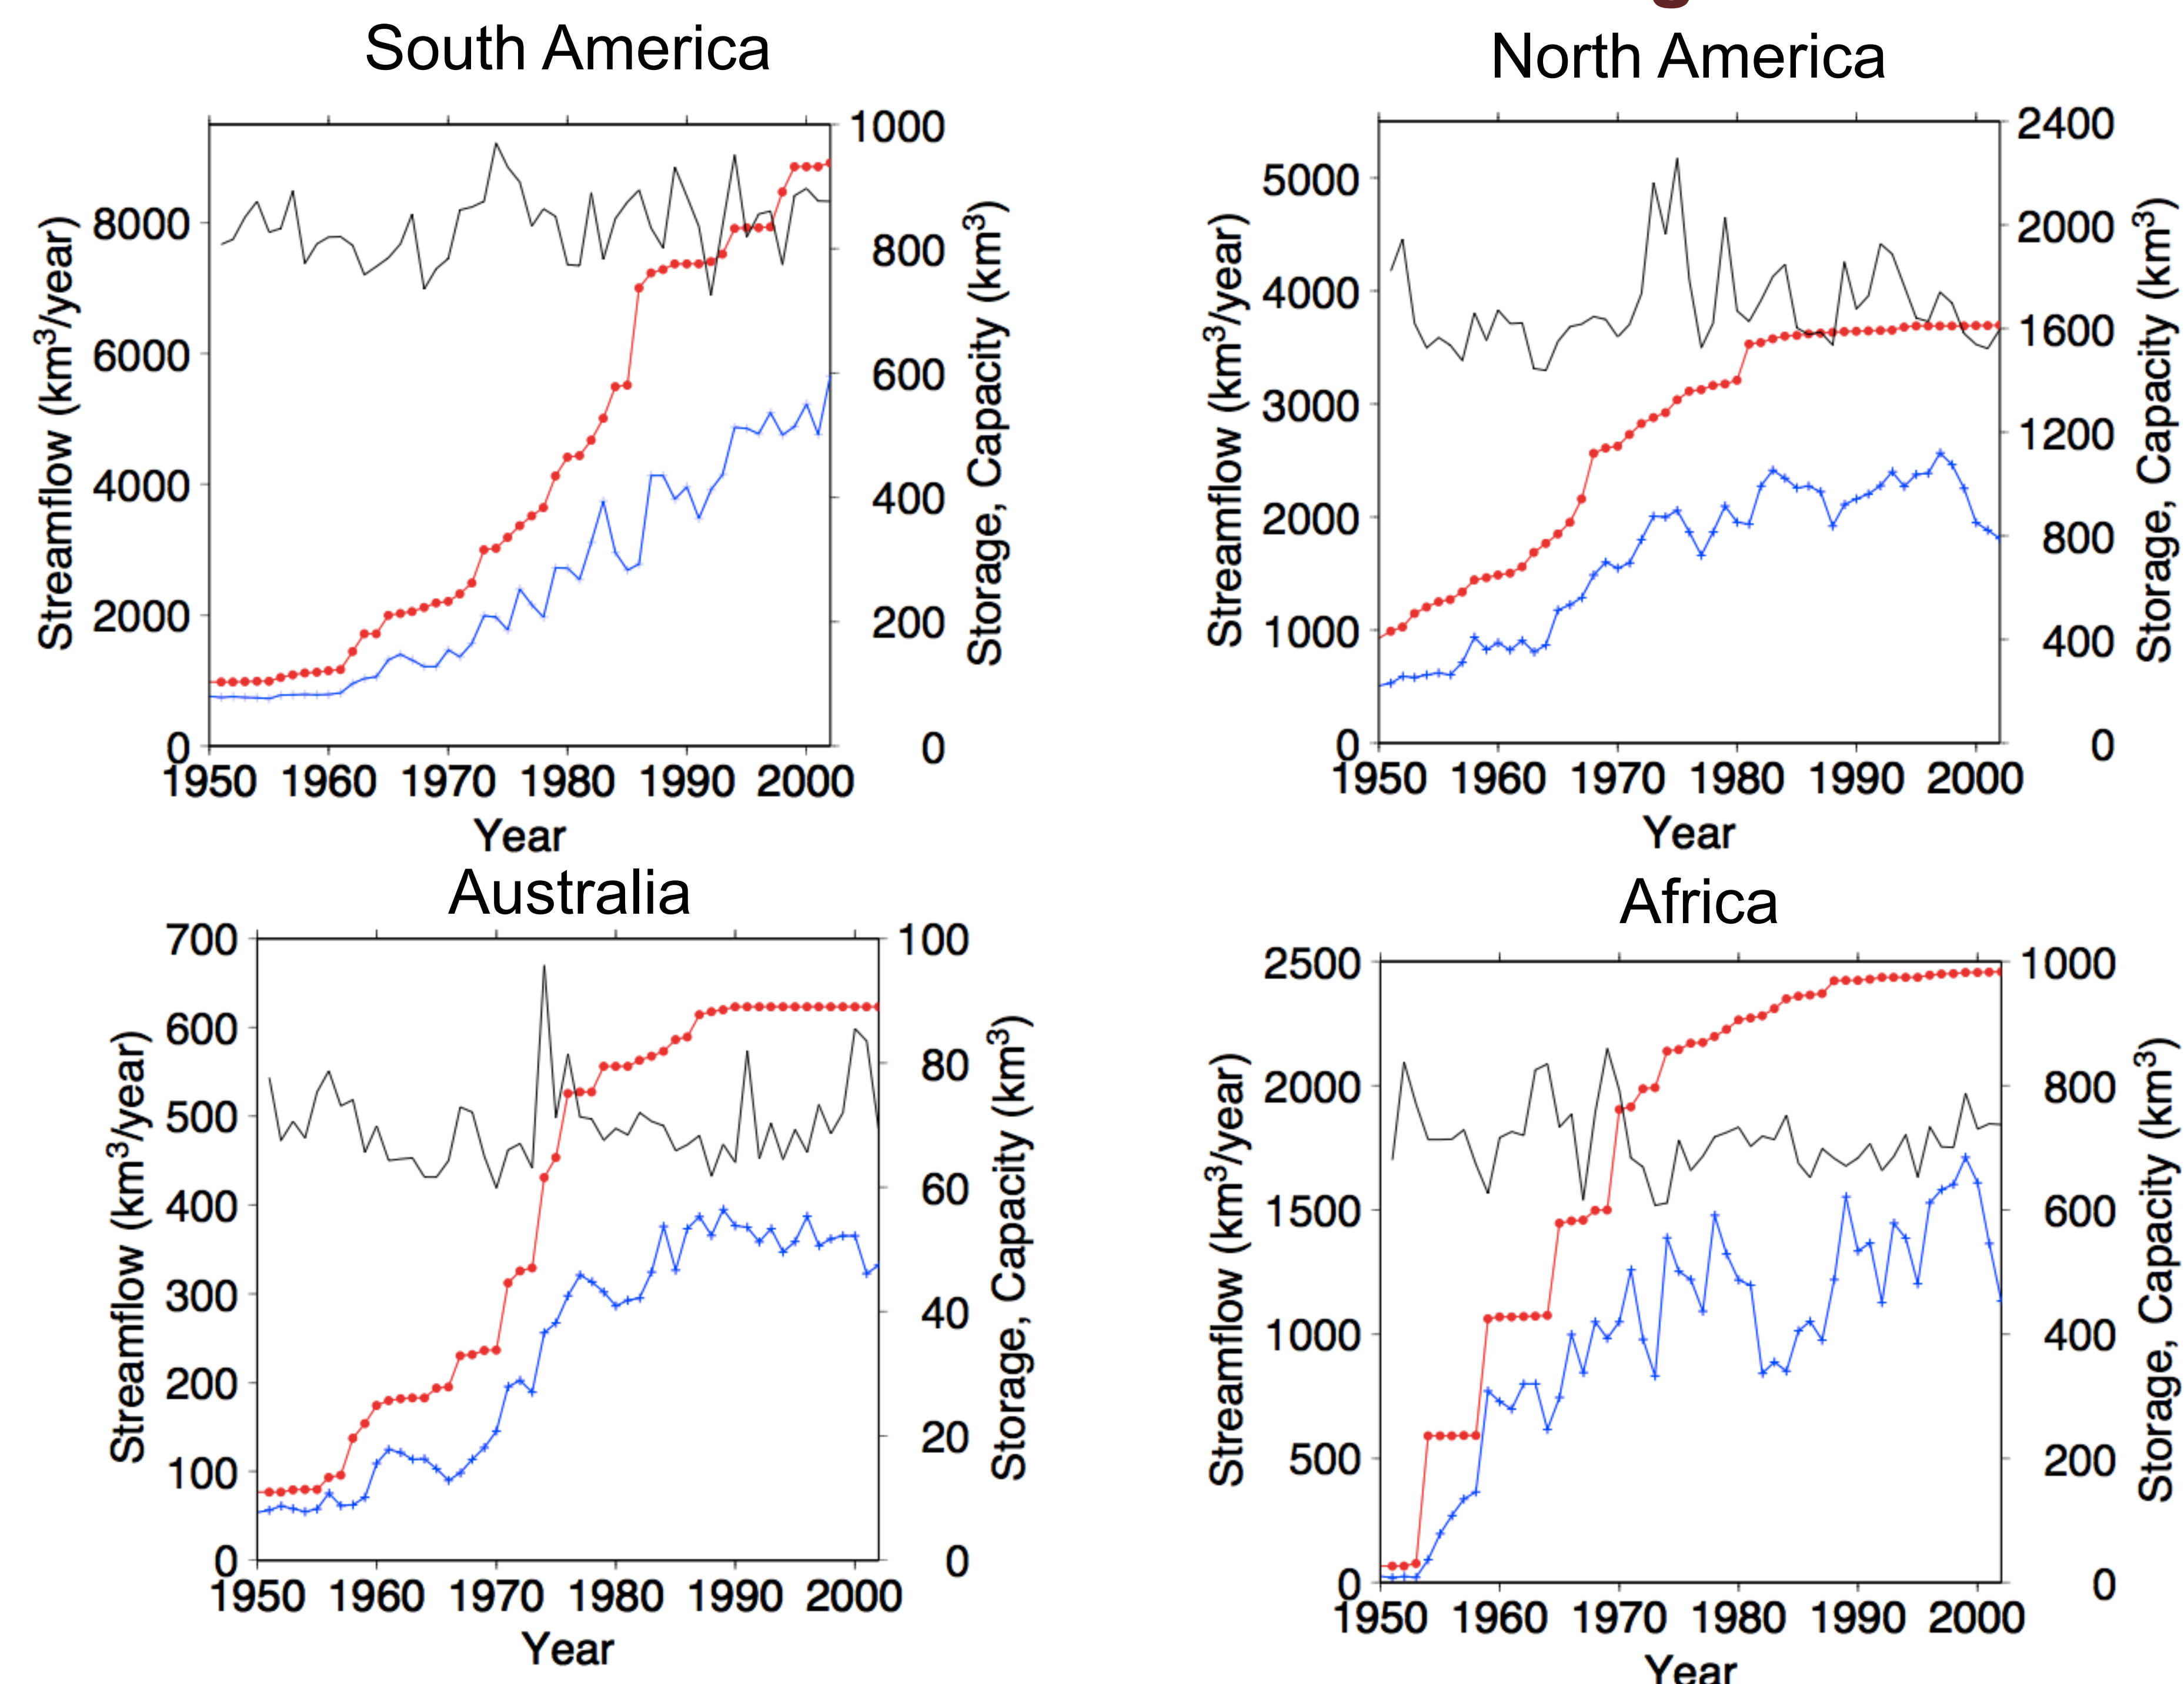 South America
North America
Streamflow (km³/year)
8000
6000
4000
2000
0
1000
800
600
400
200
0
Storage, Capacity (km³)
1950 1960 1970 1980 1990 2000
Year
Streamflow (km³/year)
5000
4000
3000
2000
1000
0
2400
2000
1600
1200
800
400
0
Storage, Capacity (km³)
1950 1960 1970 1980 1990 2000
Year
Australia
Africa
Streamflow (km³/year)
700
600
500
400
300
200
100
0
100
80
60
40
20
0
Storage, Capacity (km³)
1950 1960 1970 1980 1990 2000
Year
Streamflow (km³/year)
2500
2000
1500
1000
500
0
1000
800
600
400
200
0
Storage, Capacity (km³)
1950 1960 1970 1980 1990 2000
Year